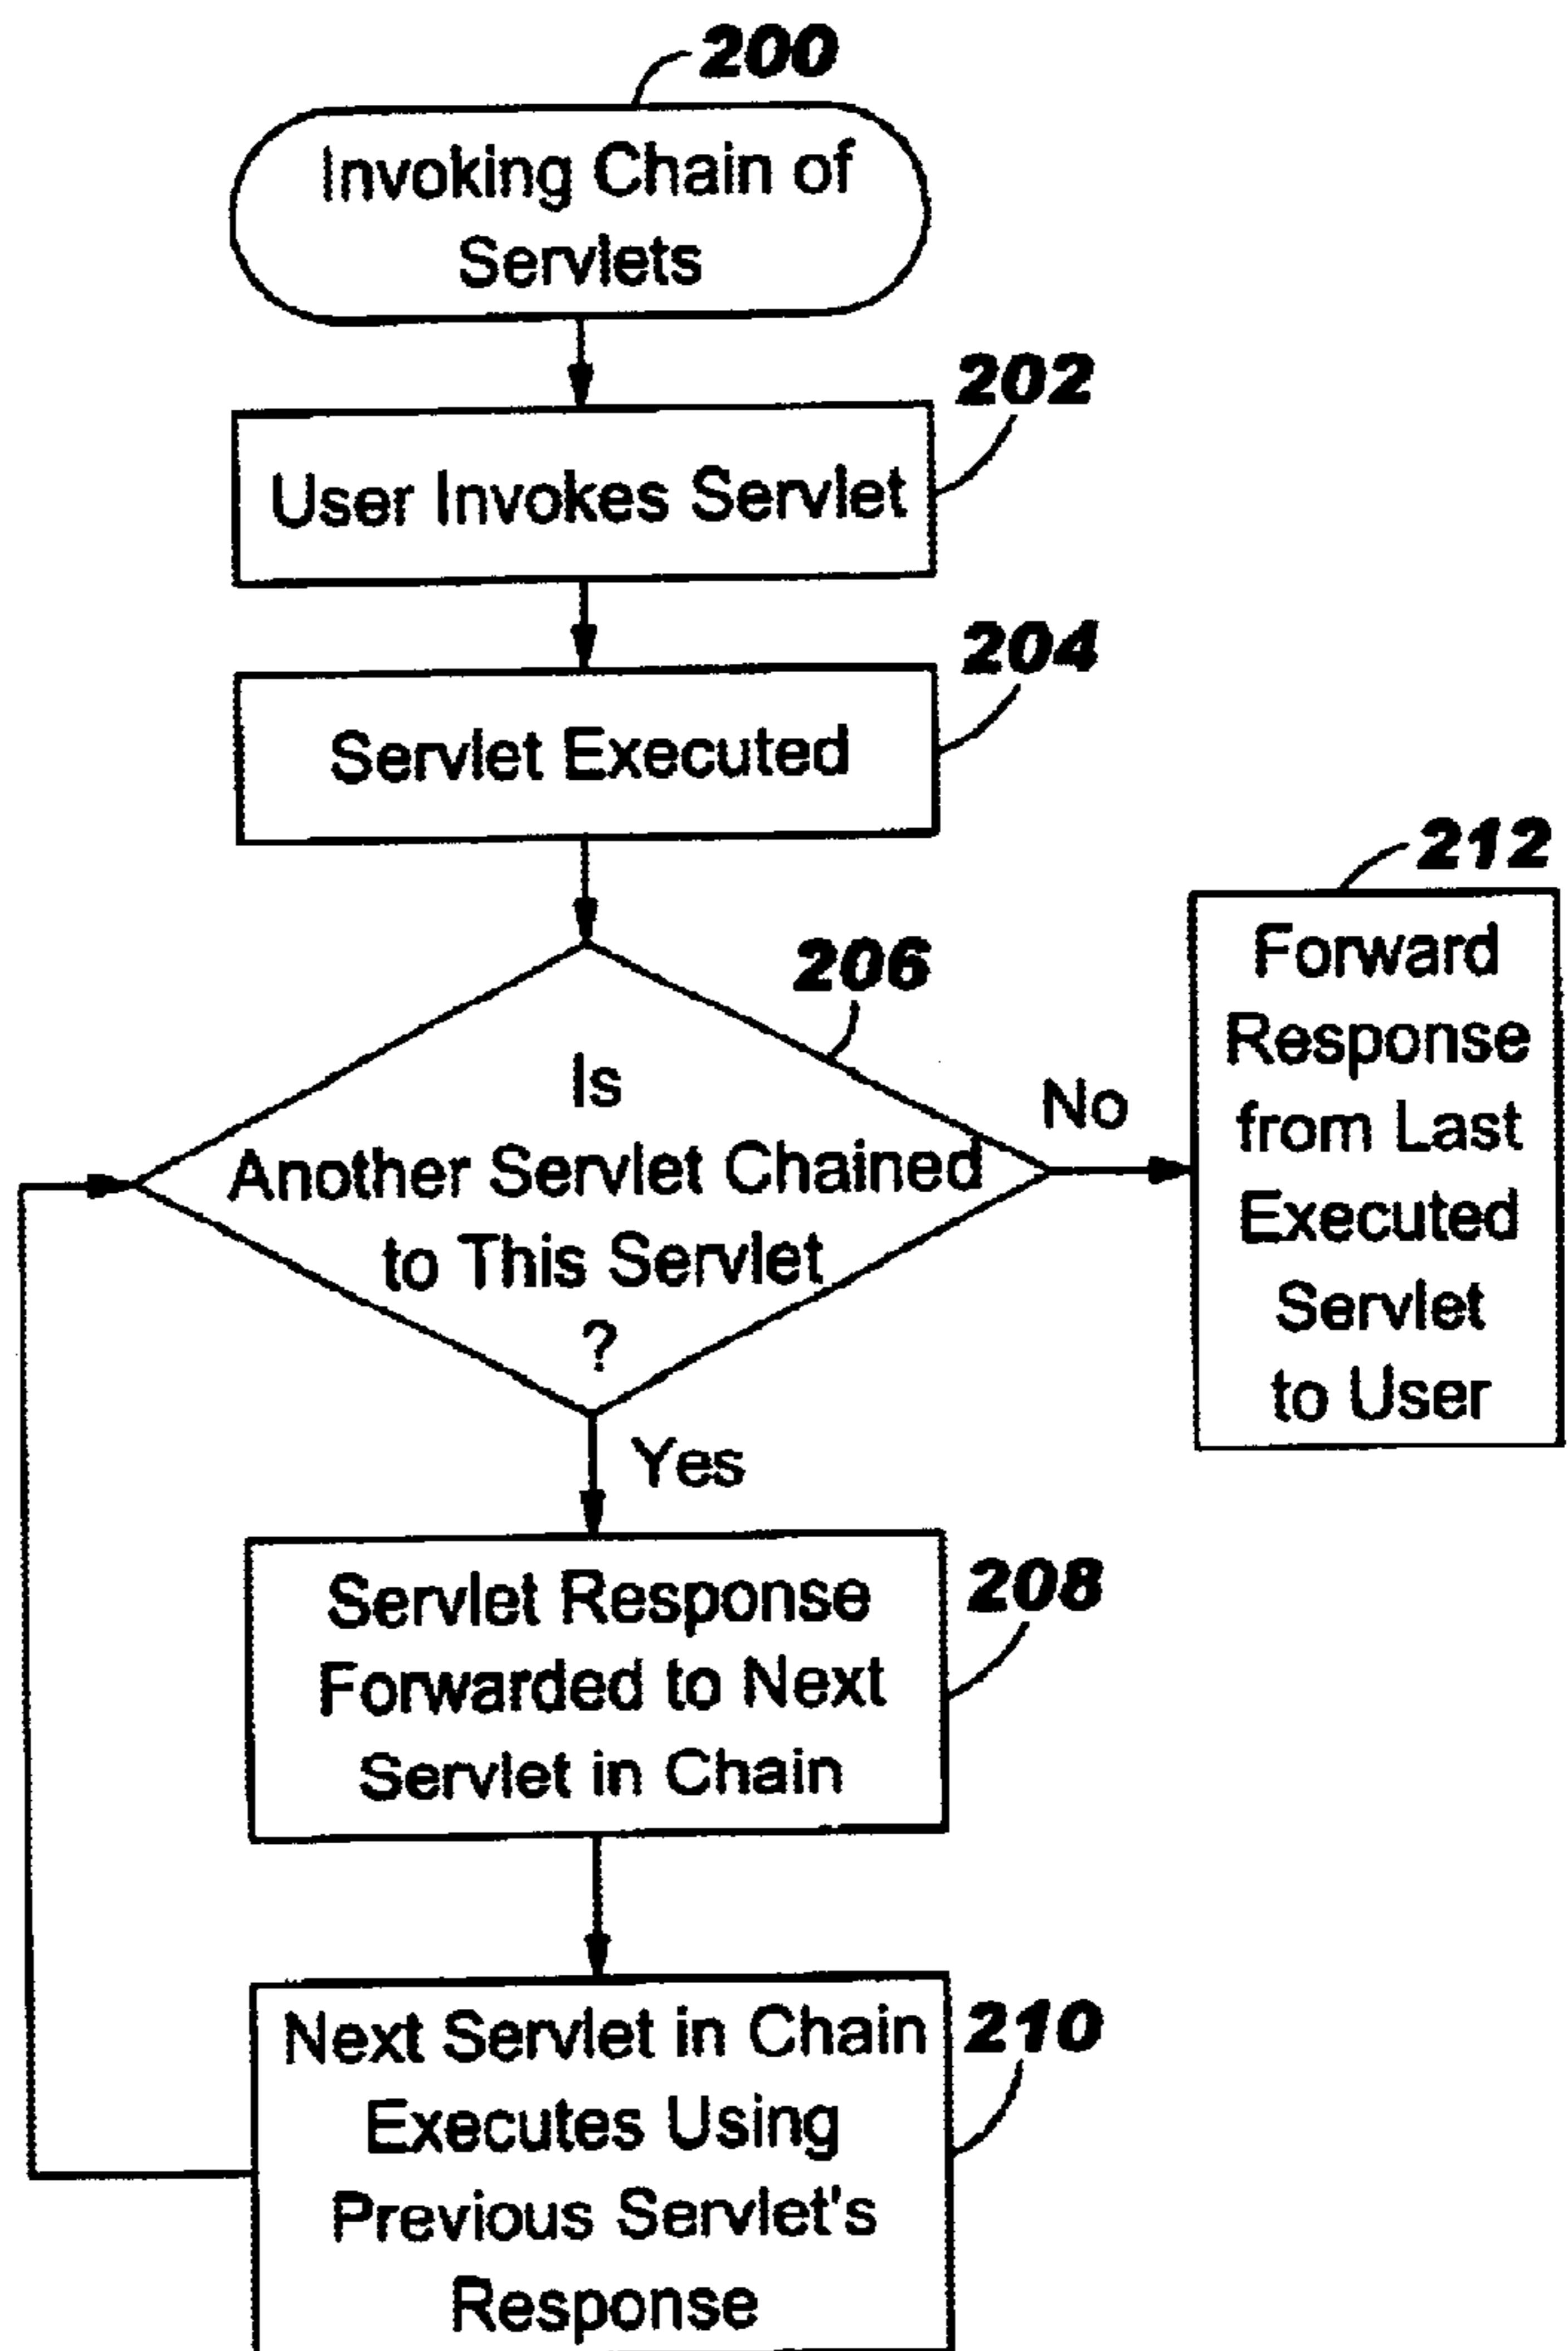 200
Invoking Chain of
Servlets
202
User Invokes Servlet
204
Servlet Executed
206
Is
Another Servlet Chained
to This Servlet
?
No
212
Forward
Response
from Last
Executed
Servlet
to User
Yes
208
Servlet Response
Forwarded to Next
Servlet in Chain
210
Next Servlet in Chain
Executes Using
Previous Servlet's
Response